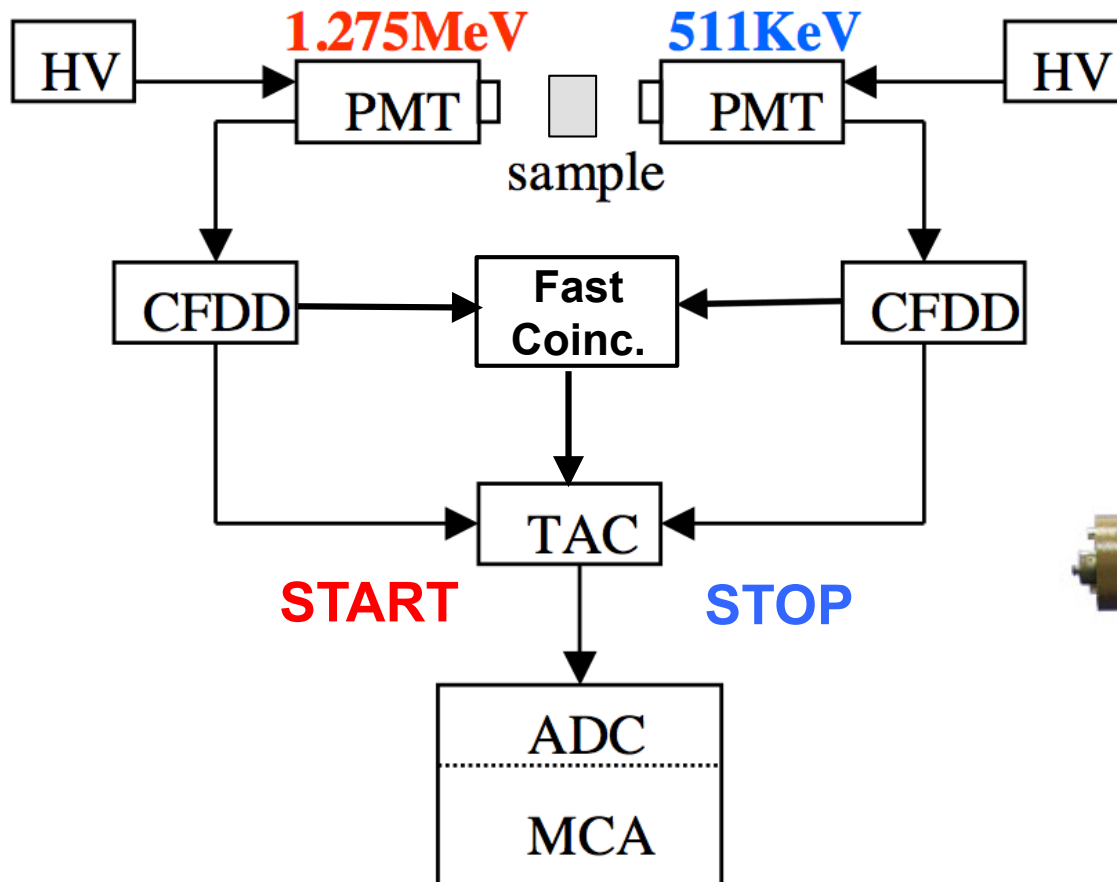 1.275MeV
511KeV
HV
PMT
PMT
HV
sample
CFDD
Fast
Coinc.
CFDD
TAC
START
STOP
ADC
MCA